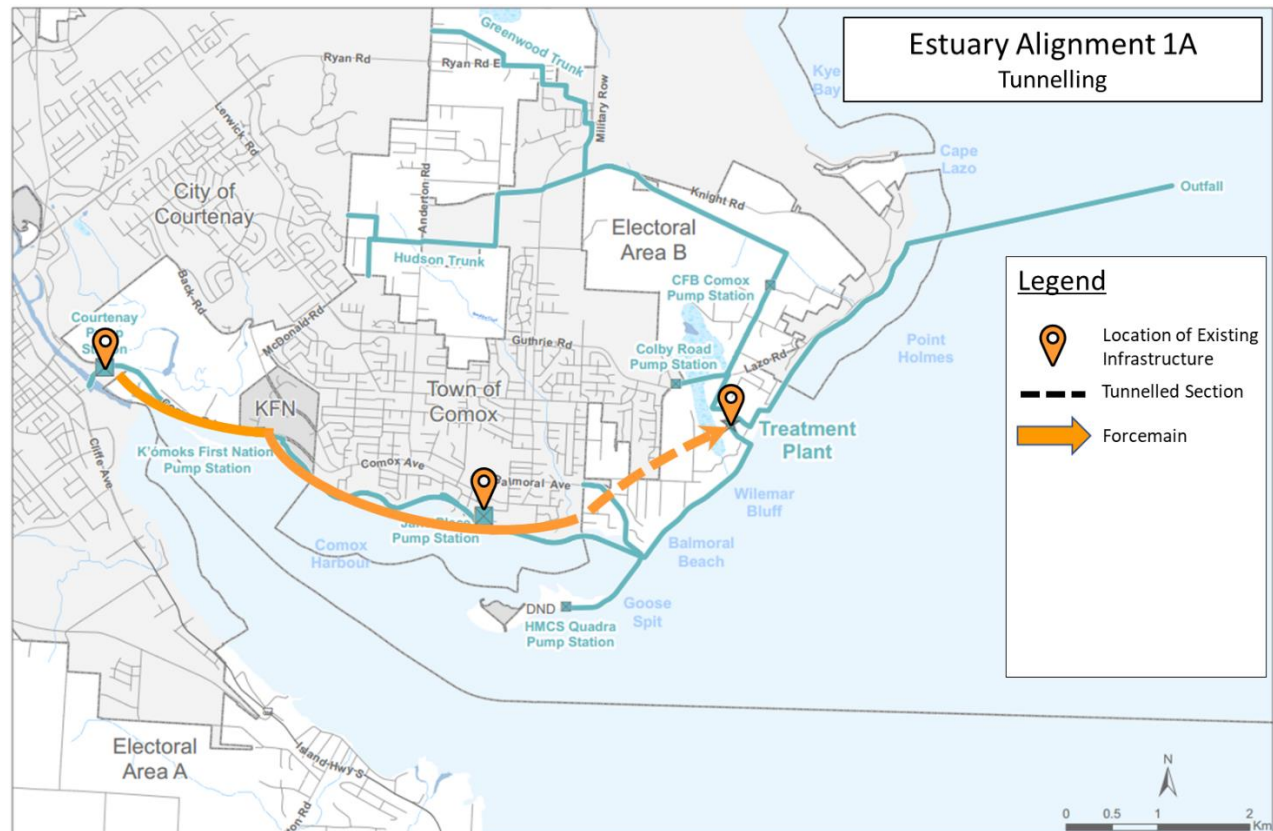 Estuary Alignment 1A
Tunnelling
Greenwood Trunk
Ryan Rd
Ryan Rd E
Military Row
Kye
Bay
Lerwick Rd
Cape
Lazo
Outfall
City of
Courtenay
Anderton Rd
Knight Rd
Electoral
Area B
Hudson Trunk
Back Rd
CFB Comox
Pump Station
Courtenay
Pump
Station
McDonald Rd
Guthrie Rd
Colby Road
Pump Station
Lazo Rd
Point
Holmes
Town of
Comox
KFN
Treatment
Plant
K'ómoks First Nation
Pump Station
Cliffe Ave
Comox Ave
Balmoral Ave
Wilemar
Bluff
Pump Station
Comox
Harbour
Balmoral
Beach
Goose
Spit
DND
HMCS Quadra
Pump Station
Electoral
Area A
Island-Hwy-S
Legend
Location of Existing
Infrastructure
Tunnelled Section
Forcemain
N
0 0.5 1 2
Km